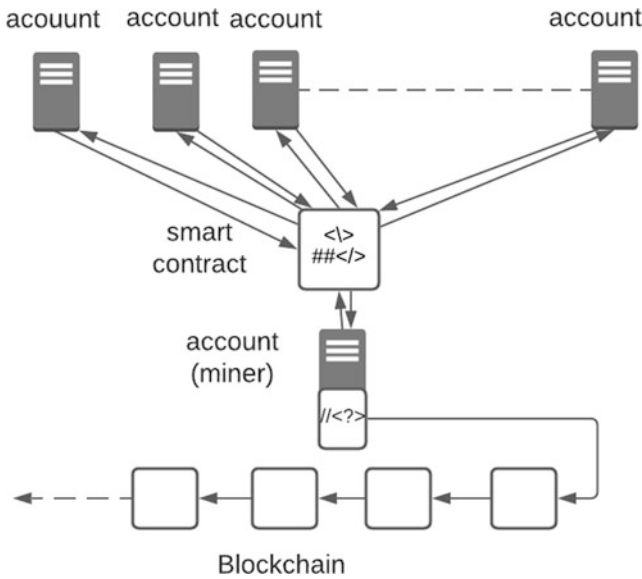 acouunt account account account
smart
contract
<\>
##</>
account
(miner)
//<?>
Blockchain